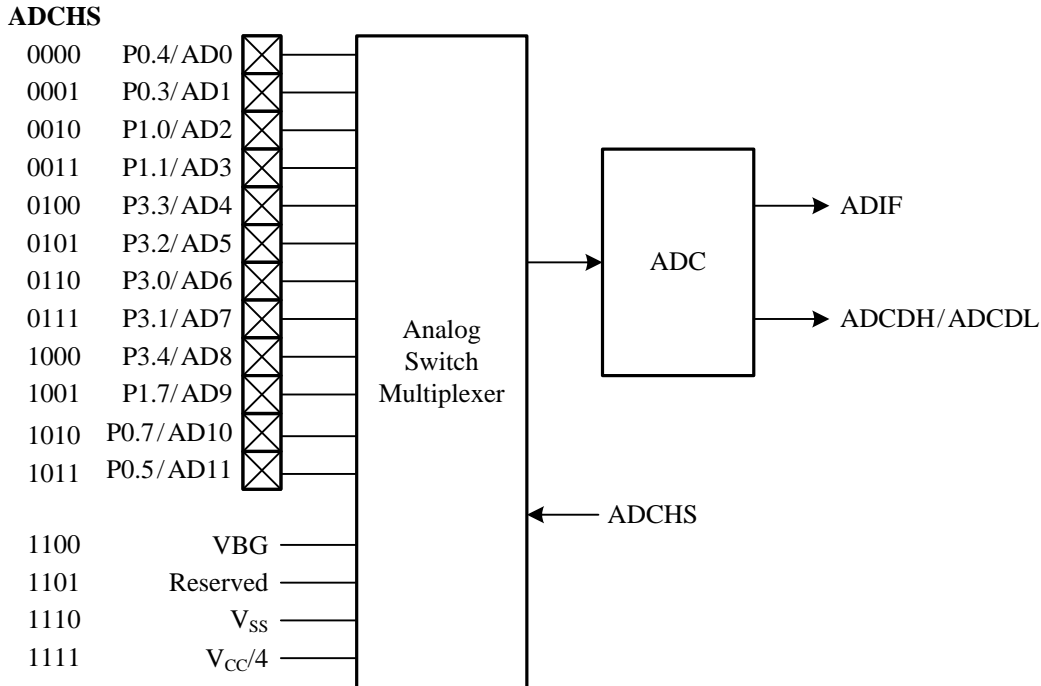 ADCHS
0000 P0.4/AD0
0001 P0.3/AD1
0010 P1.0/AD2
0011 P1.1/AD3
0100 P3.3/AD4
0101 P3.2/AD5
0110 P3.0/AD6
0111 P3.1/AD7
1000 P3.4/AD8
1001 P1.7/AD9
1010 P0.7/AD10
1011 P0.5/AD11
1100 VBG
1101 Reserved
1110 VSS
1111 VCC/4
Analog
Switch
Multiplexer
ADCHS
ADC
ADIF
ADCDH/ADCDL